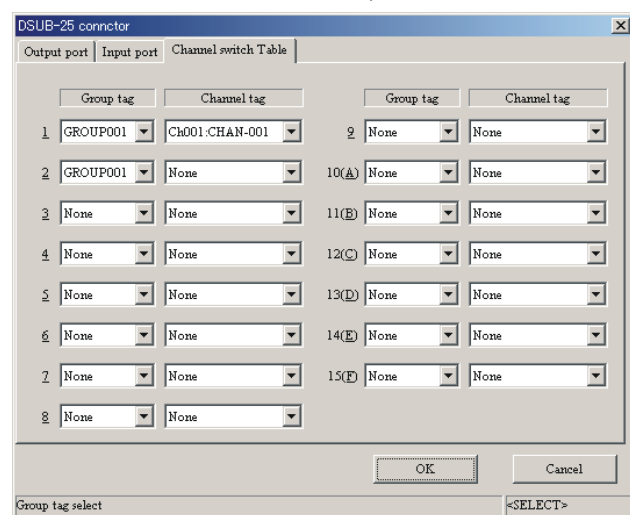 DSUB-25 connctor
Output port Input port Channel switch Table
Group tag Channel tag Group tag Channel tag
1 GROUP001 Ch001:CHAN-001 9 None None
2 GROUP001 None 10(A) None None
3 None None 11(B) None None
4 None None 12(C) None None
5 None None 13(D) None None
6 None None 14(E) None None
7 None None 15(F) None None
8 None None
OK Cancel
Group tag select <SELECT>